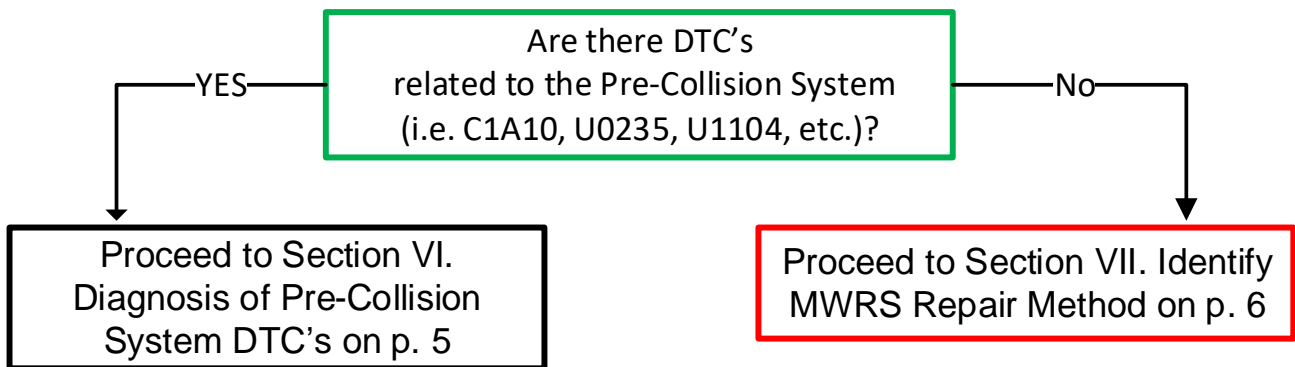 Are there DTC's
related to the Pre-Collision System
(i.e. C1A10, U0235, U1104, etc.)?
YES
No
Proceed to Section VI.
Diagnosis of Pre-Collision
System DTC’s on p. 5
Proceed to Section VII. Identify
MWRS Repair Method on p. 6